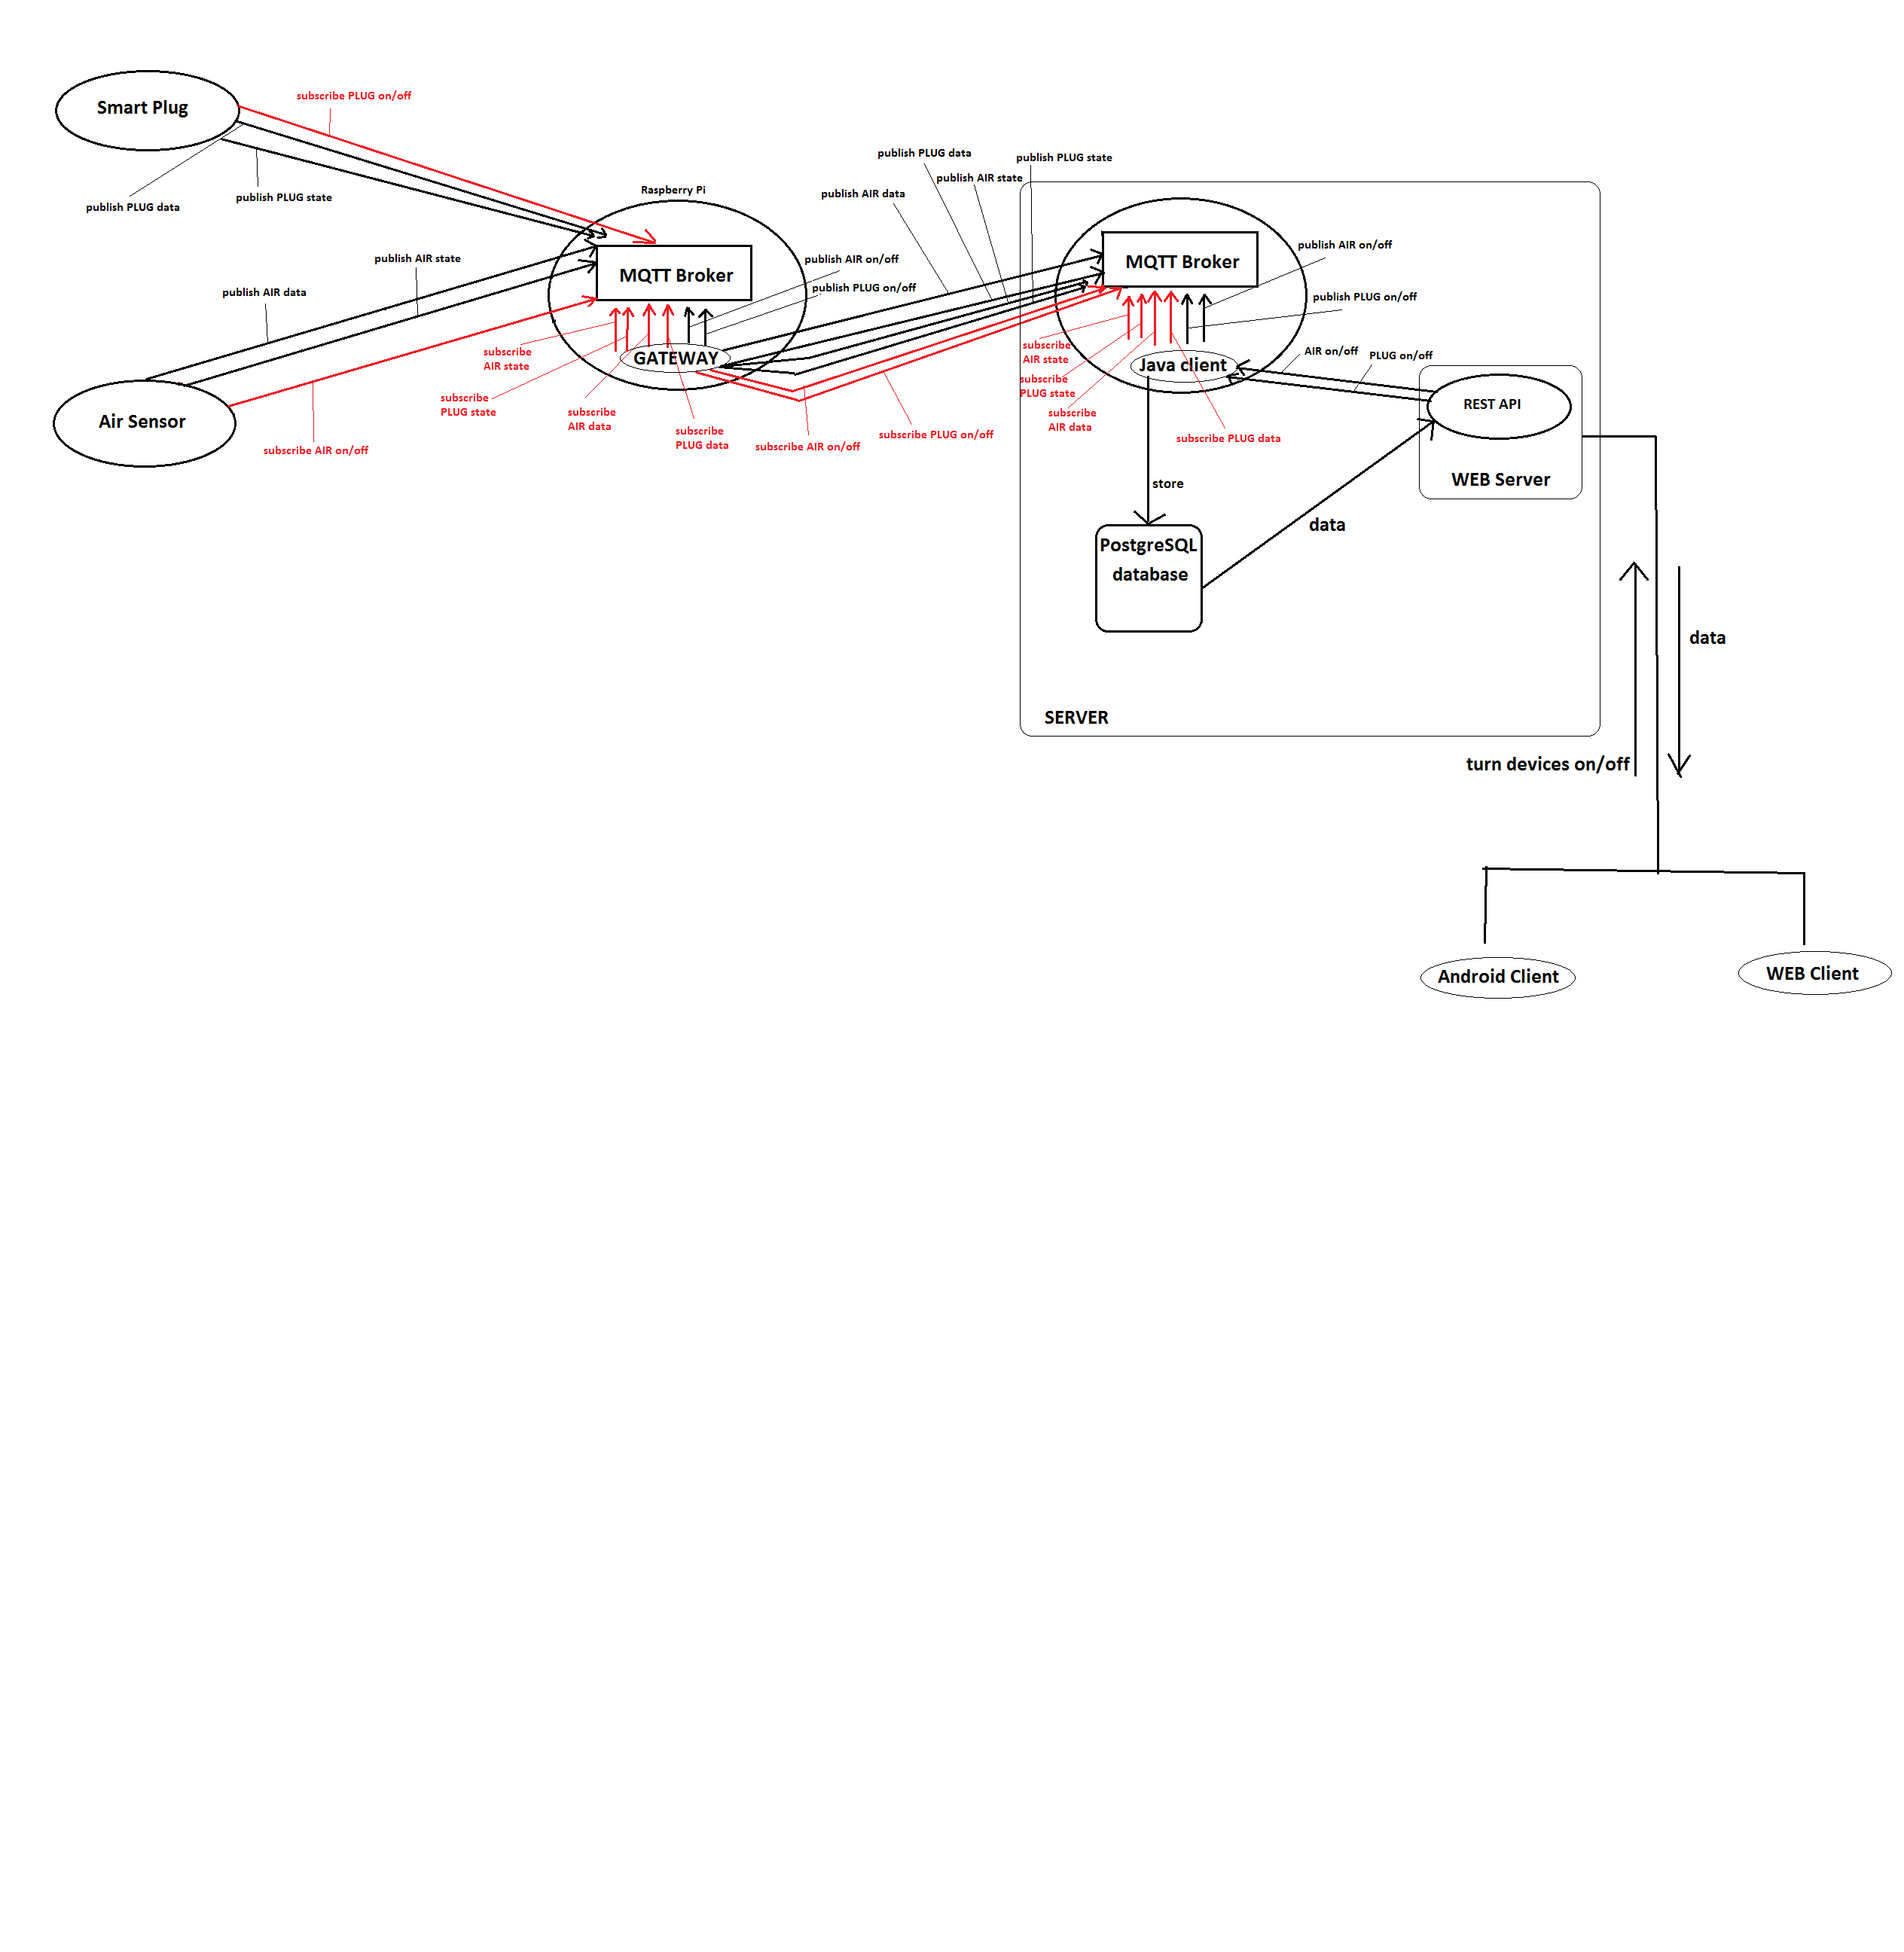 Smart Plug
subscribe PLUG on/off
publish PLUG data
publish PLUG state
publish AIR state
publish AIR data
Air Sensor
subscribe AIR on/off
Raspberry Pi
MQTT Broker
GATEWAY
publish AIR on/off
publish PLUG on/off
subscribe
AIR state
subscribe
PLUG state
subscribe
AIR data
subscribe
PLUG data
publish PLUG data
publish PLUG state
publish AIR state
publish AIR data
subscribe AIR on/off
subscribe PLUG on/off
MQTT Broker
Java client
publish AIR on/off
publish PLUG on/off
subscribe
AIR state
subscribe
PLUG state
subscribe
AIR data
subscribe PLUG data
AIR on/off
PLUG on/off
REST API
WEB Server
store
PostgreSQL
database
data
SERVER
data
turn devices on/off
Android Client
WEB Client